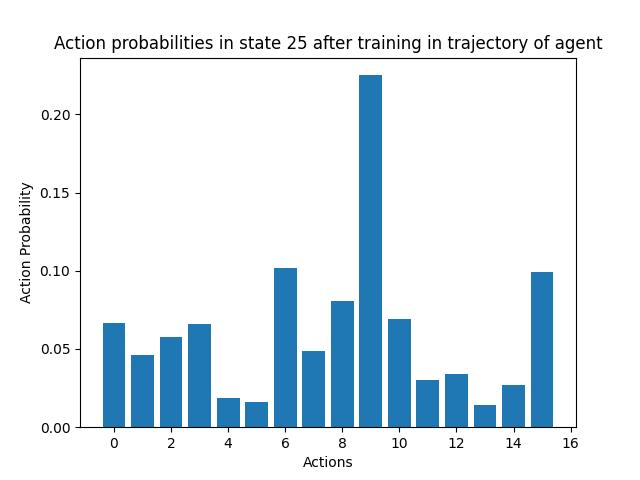 Action probabilities in state 25 after training in trajectory of agent
0.20
0.15
0.10
0.05
0.00
Action Probability
0 2 4 6 8 10 12 14 16
Actions